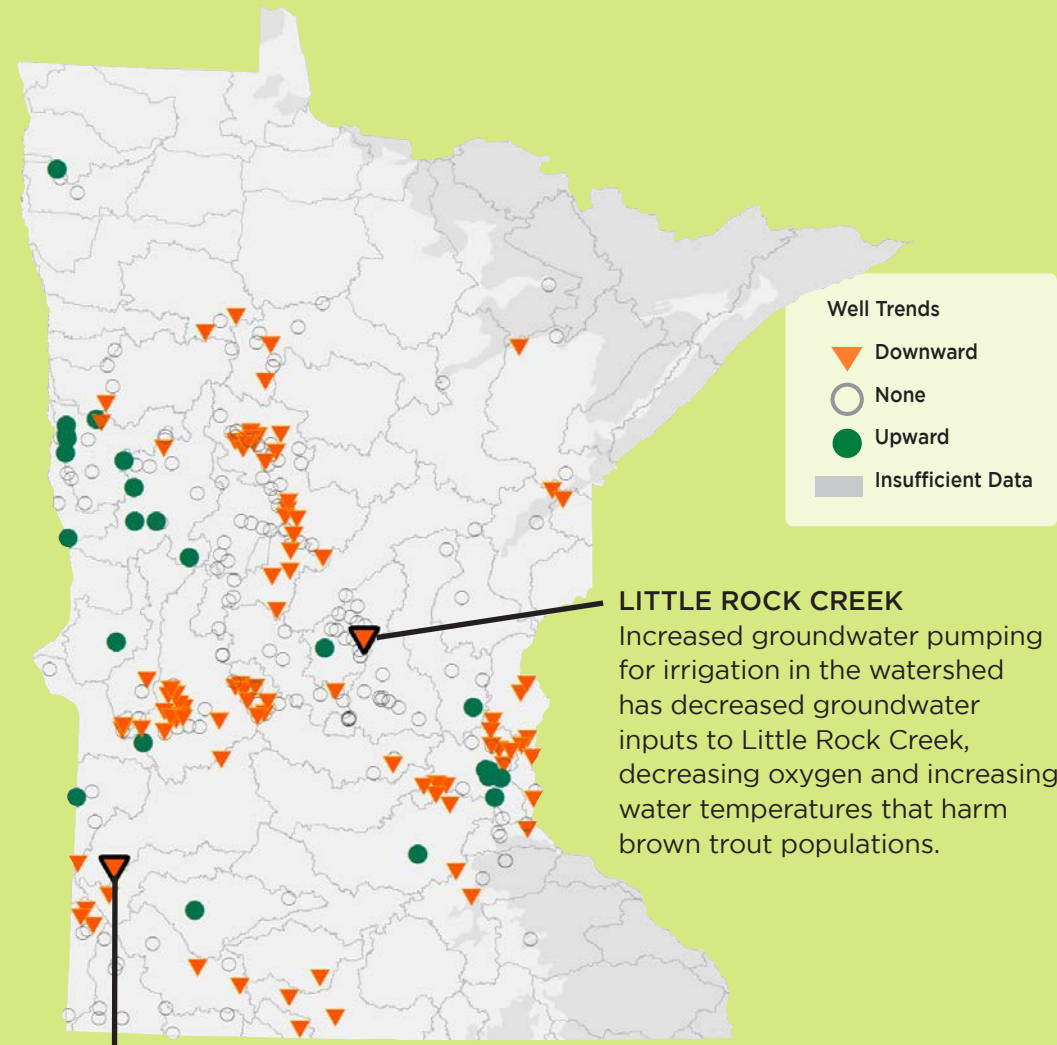 Well Trends
Downward
None
Upward
Insufficient Data
LITTLE ROCK CREEK
Increased groundwater pumping
for irrigation in the watershed
has decreased groundwater
inputs to Little Rock Creek,
decreasing oxygen and increasing
water temperatures that harm
brown trout populations.